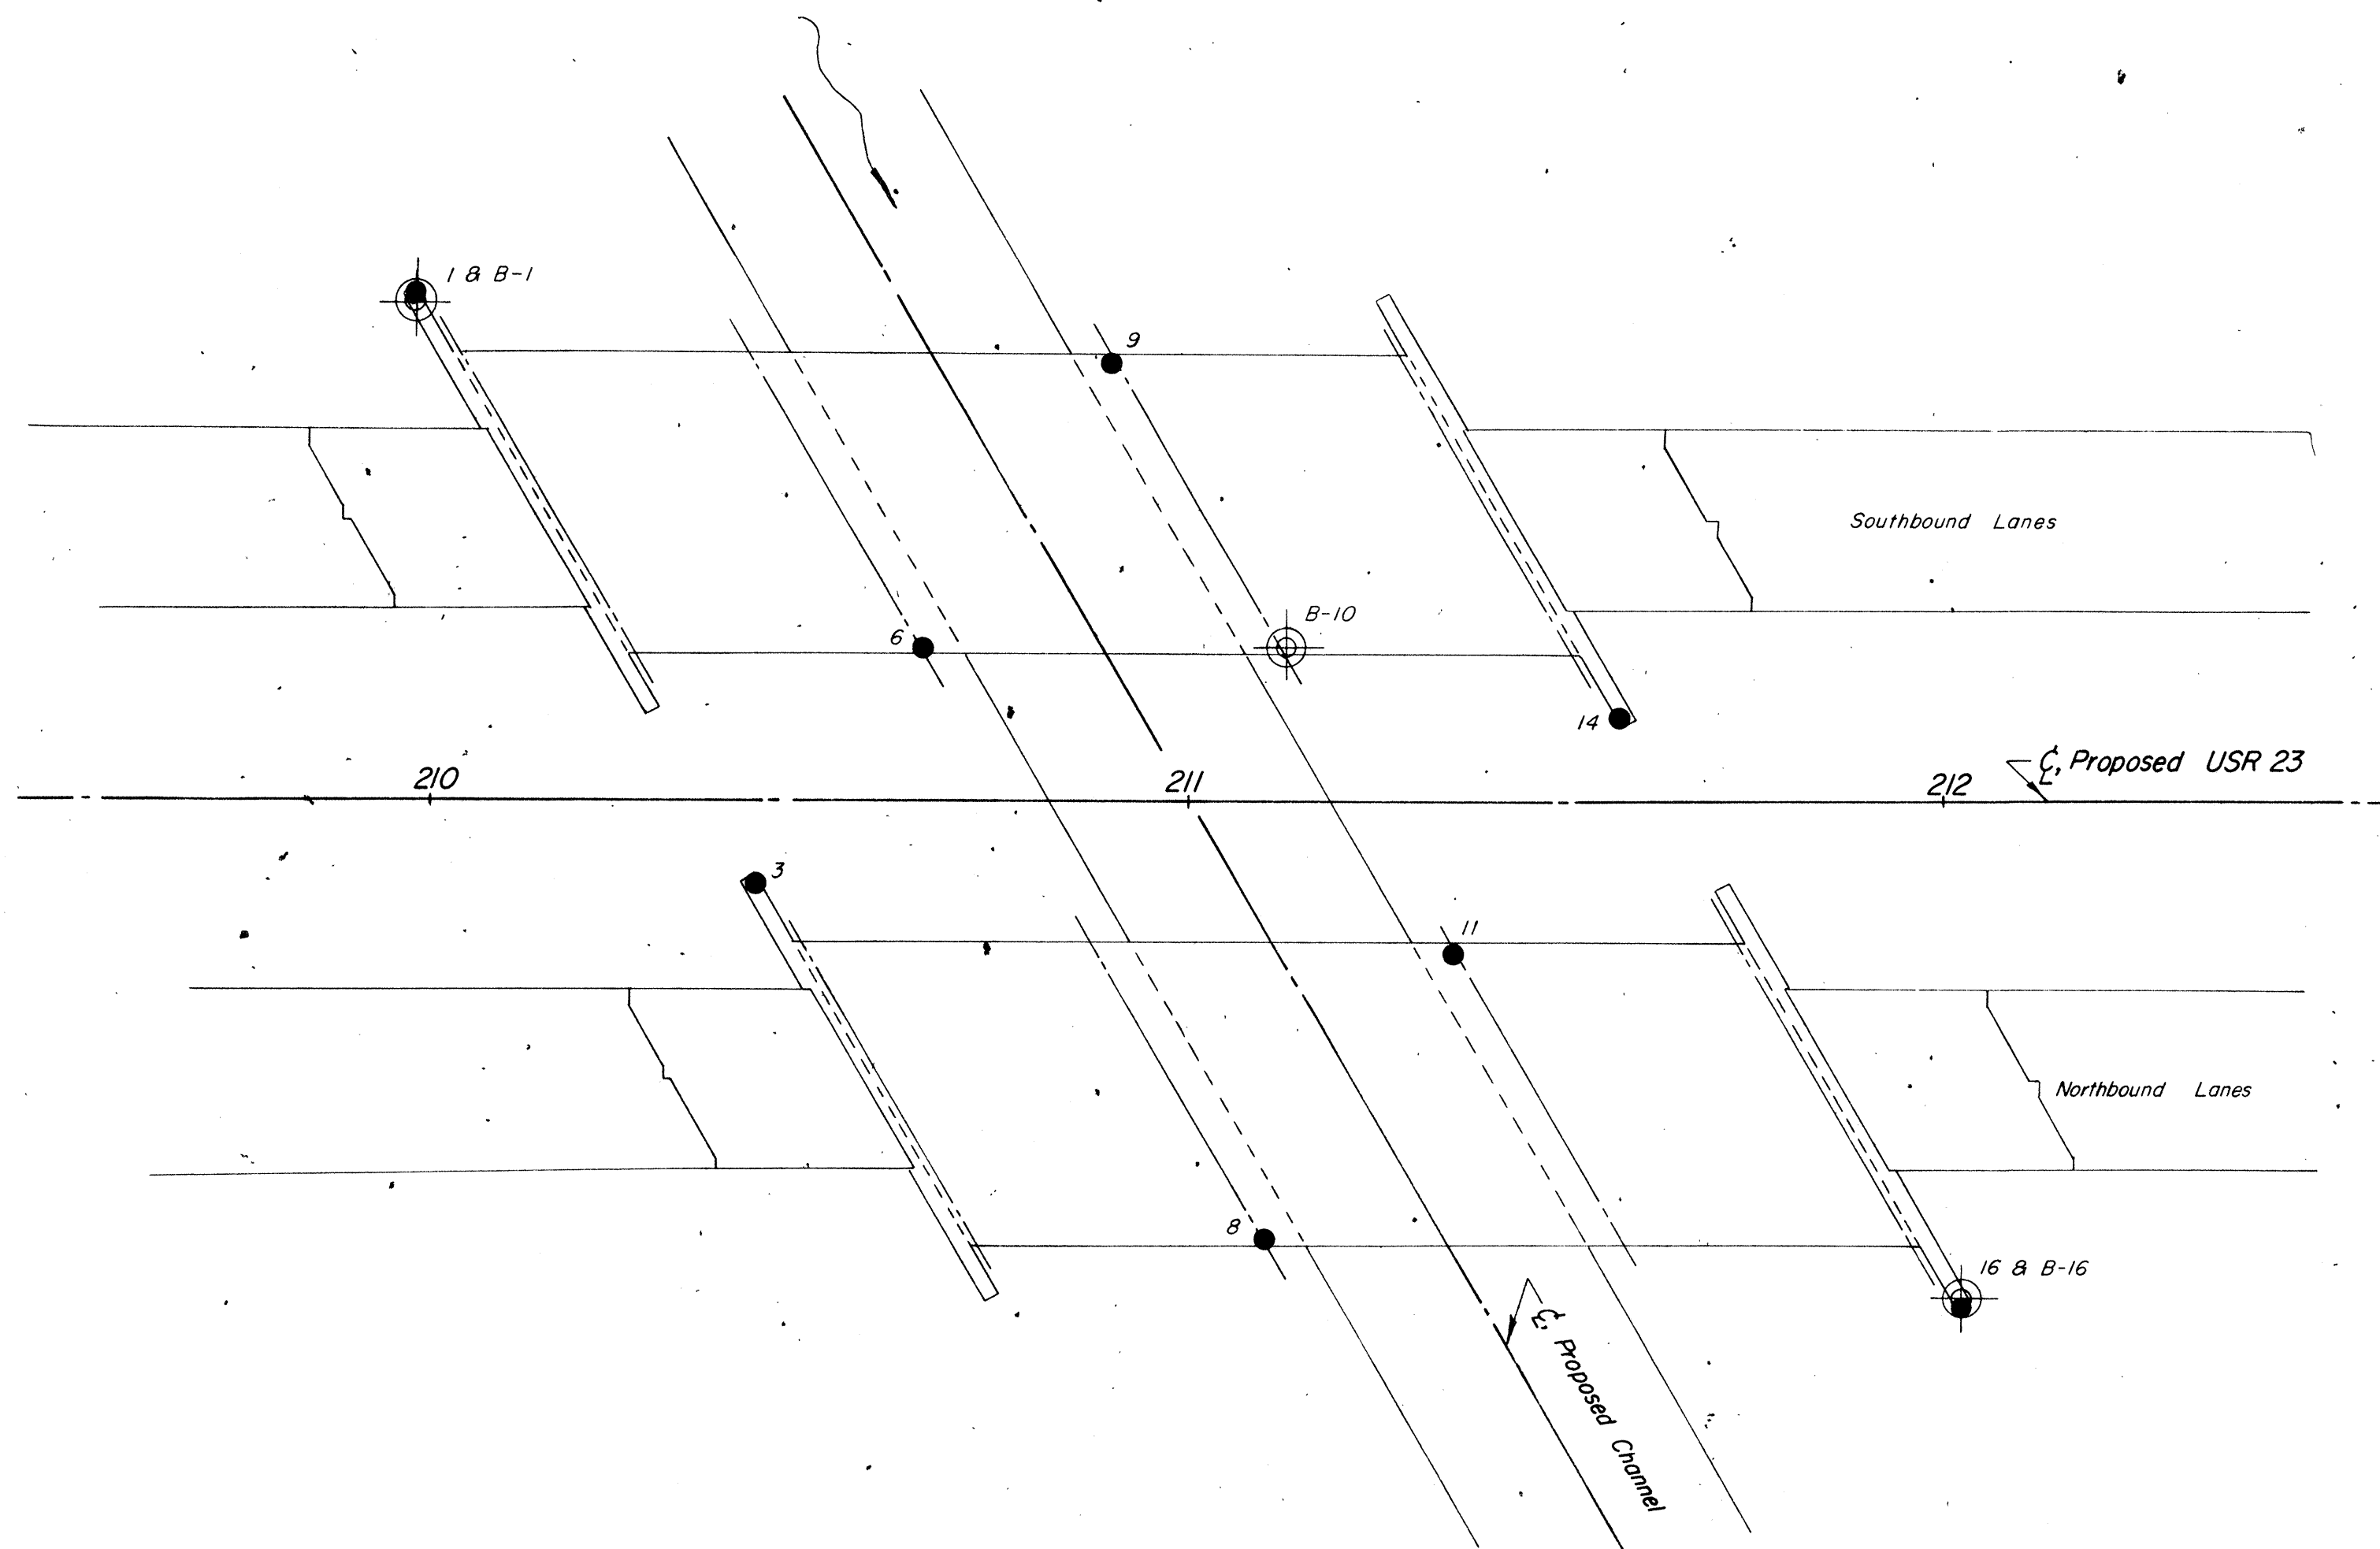 1 & B-1
9
Southbound Lanes
B-10
6
14
℄, Proposed USR 23
210
211
212
3
11
Northbound Lanes
8
16 & B-16
℄, Proposed Channel